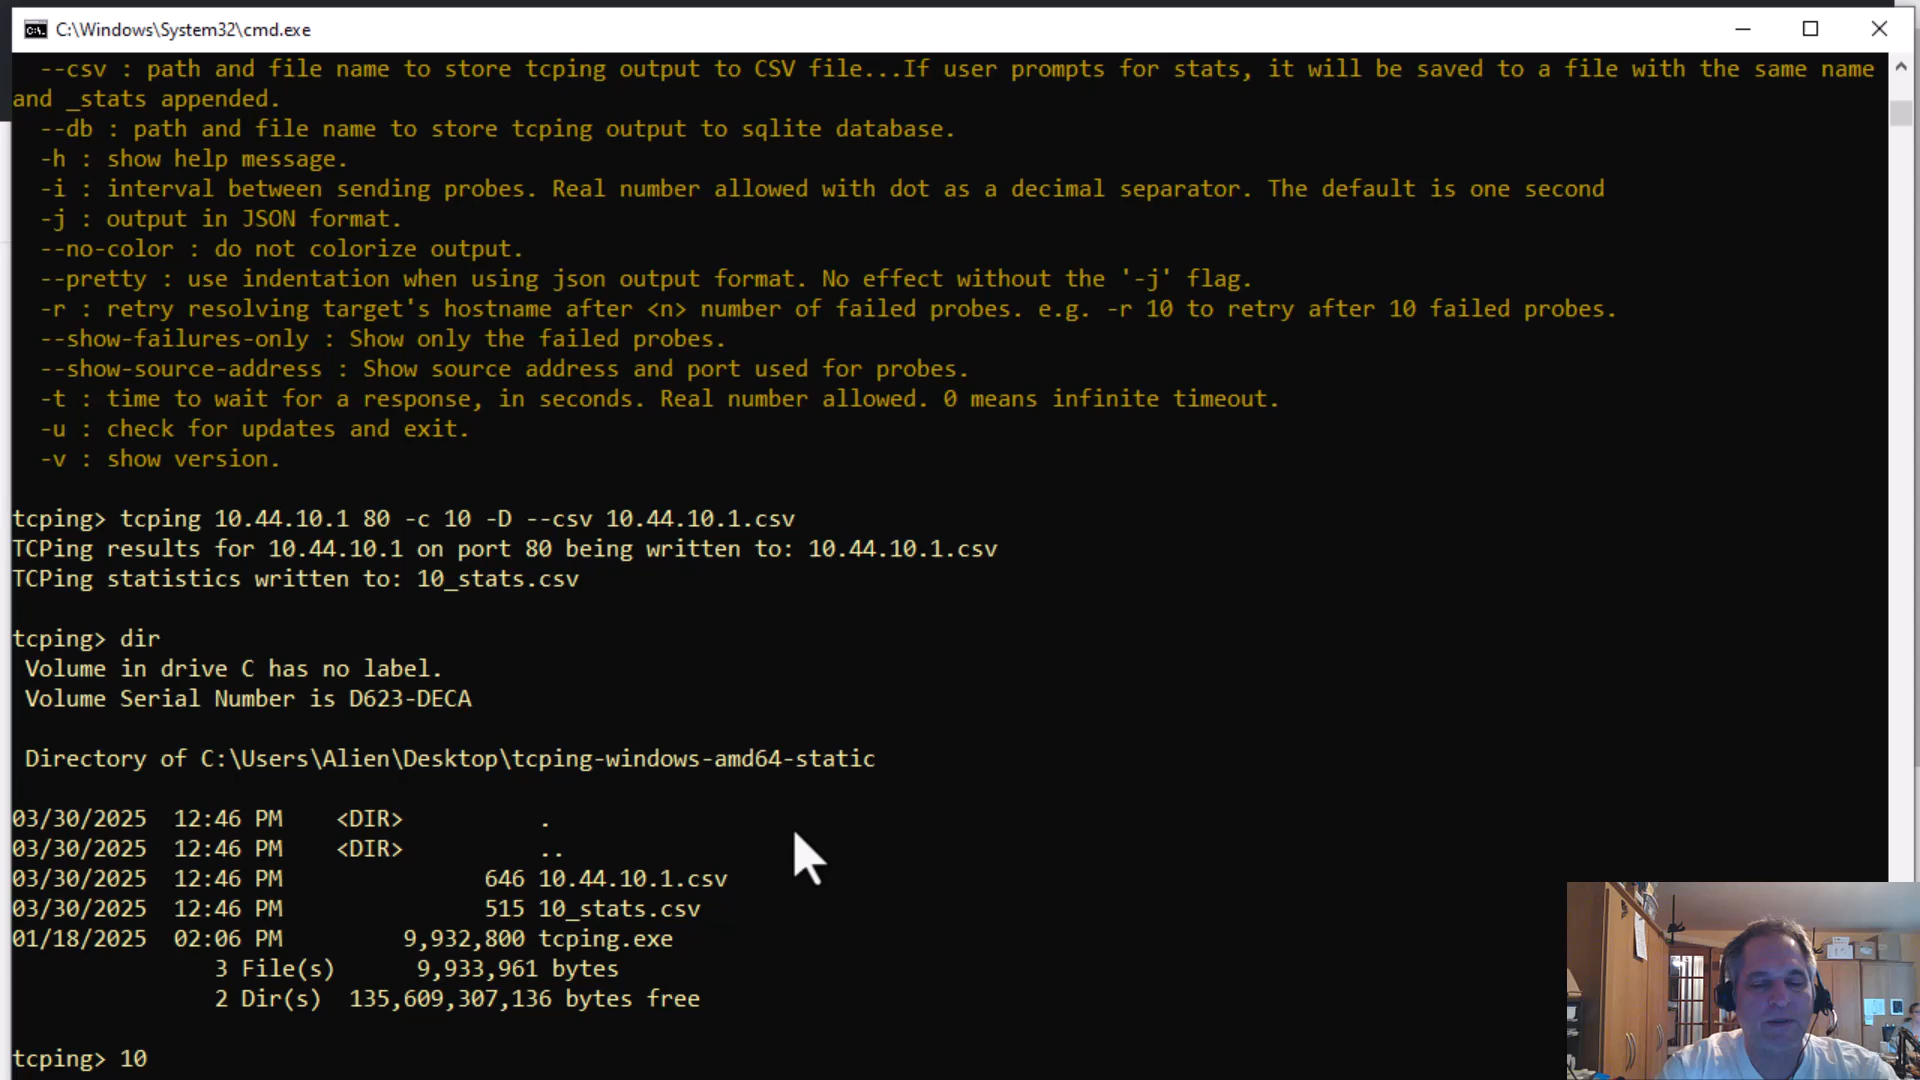 C:\Windows\System32\cmd.exe
--csv : path and file name to store tcping output to CSV file...If user prompts for stats, it will be saved to a file with the same name
and _stats appended.
--db : path and file name to store tcping output to sqlite database.
-h : show help message.
-i : interval between sending probes. Real number allowed with dot as a decimal separator. The default is one second
-j : output in JSON format.
--no-color : do not colorize output.
--pretty : use indentation when using json output format. No effect without the '-j' flag.
-r : retry resolving target's hostname after <n> number of failed probes. e.g. -r 10 to retry after 10 failed probes.
--show-failures-only : Show only the failed probes.
--show-source-address : Show source address and port used for probes.
-t : time to wait for a response, in seconds. Real number allowed. 0 means infinite timeout.
-u : check for updates and exit.
-v : show version.
tcping> tcping 10.44.10.1 80 -c 10 -D --csv 10.44.10.1.csv
TCPing results for 10.44.10.1 on port 80 being written to: 10.44.10.1.csv
TCPing statistics written to: 10_stats.csv
tcping> dir
Volume in drive C has no label.
Volume Serial Number is D623-DECA
Directory of C:\Users\Alien\Desktop\tcping-windows-amd64-static
03/30/2025  12:46 PM    <DIR>          .
03/30/2025  12:46 PM    <DIR>          ..
03/30/2025  12:46 PM               646 10.44.10.1.csv
03/30/2025  12:46 PM               515 10_stats.csv
01/18/2025  02:06 PM         9,932,800 tcping.exe
3 File(s)      9,933,961 bytes
2 Dir(s)  135,609,307,136 bytes free
tcping> 10